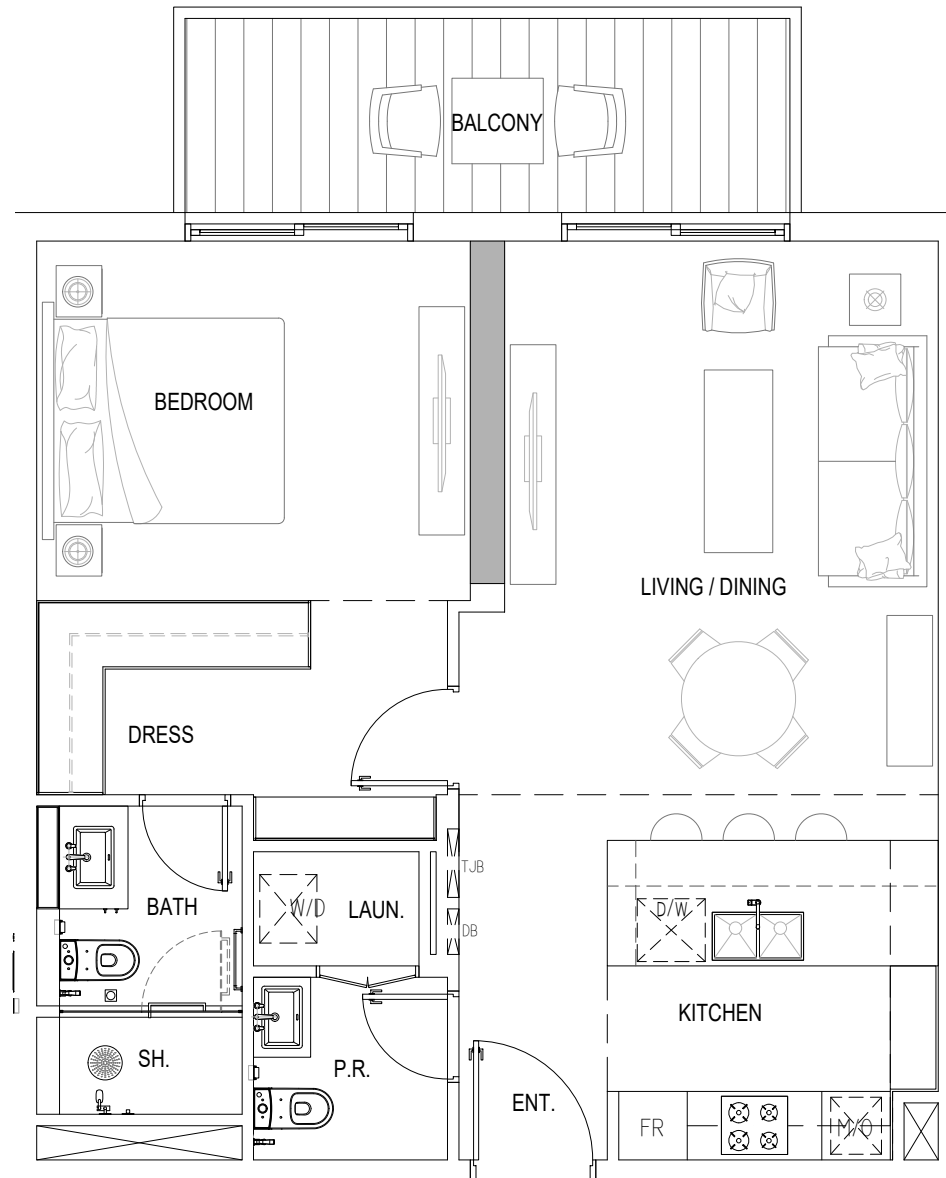 BALCONY
BEDROOM
LIVING / DINING
DRESS
TJB
W/D
LAUN.
BATH
D/W
DB
KITCHEN
SH.
P.R.
ENT.
FR
M/O